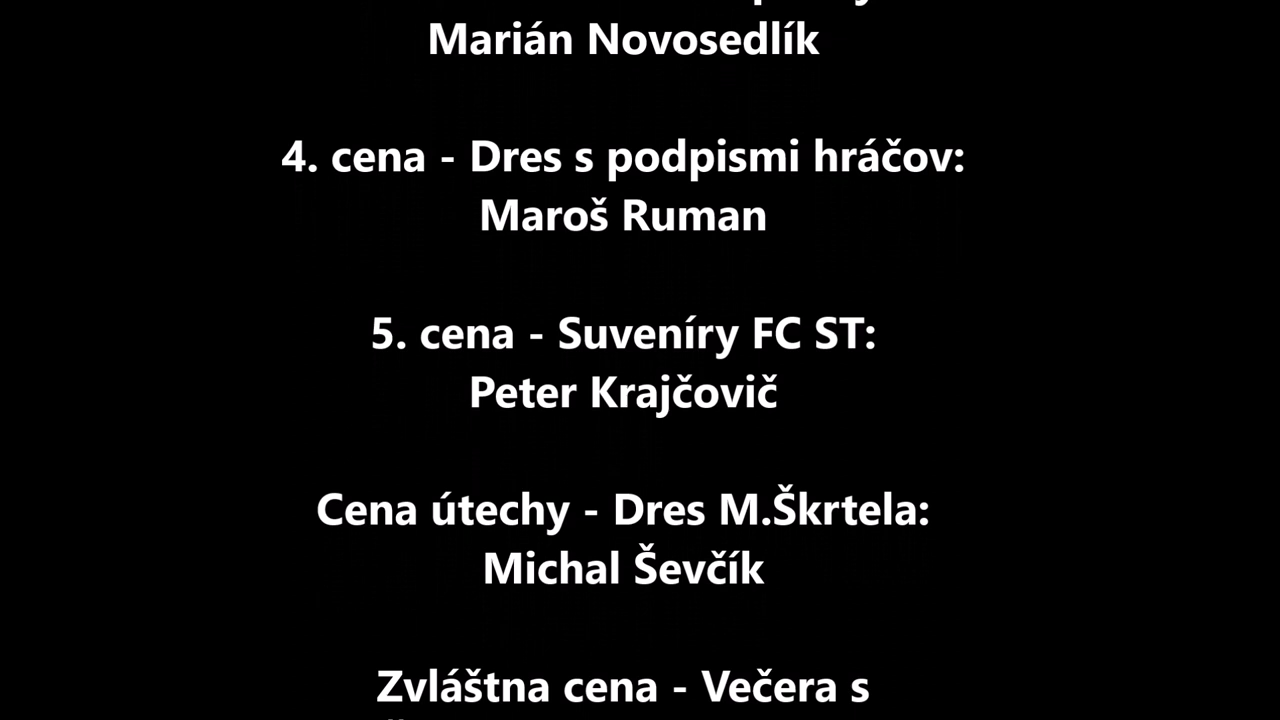 Marián Novosedlík
4. cena - Dres s podpismi hráčov:
Maroš Ruman
5. cena - Suveníry FC ST:
Peter Krajčovič
Cena útechy - Dres M.Škrtela:
Michal Ševčík
Zvláštna cena - Večera s